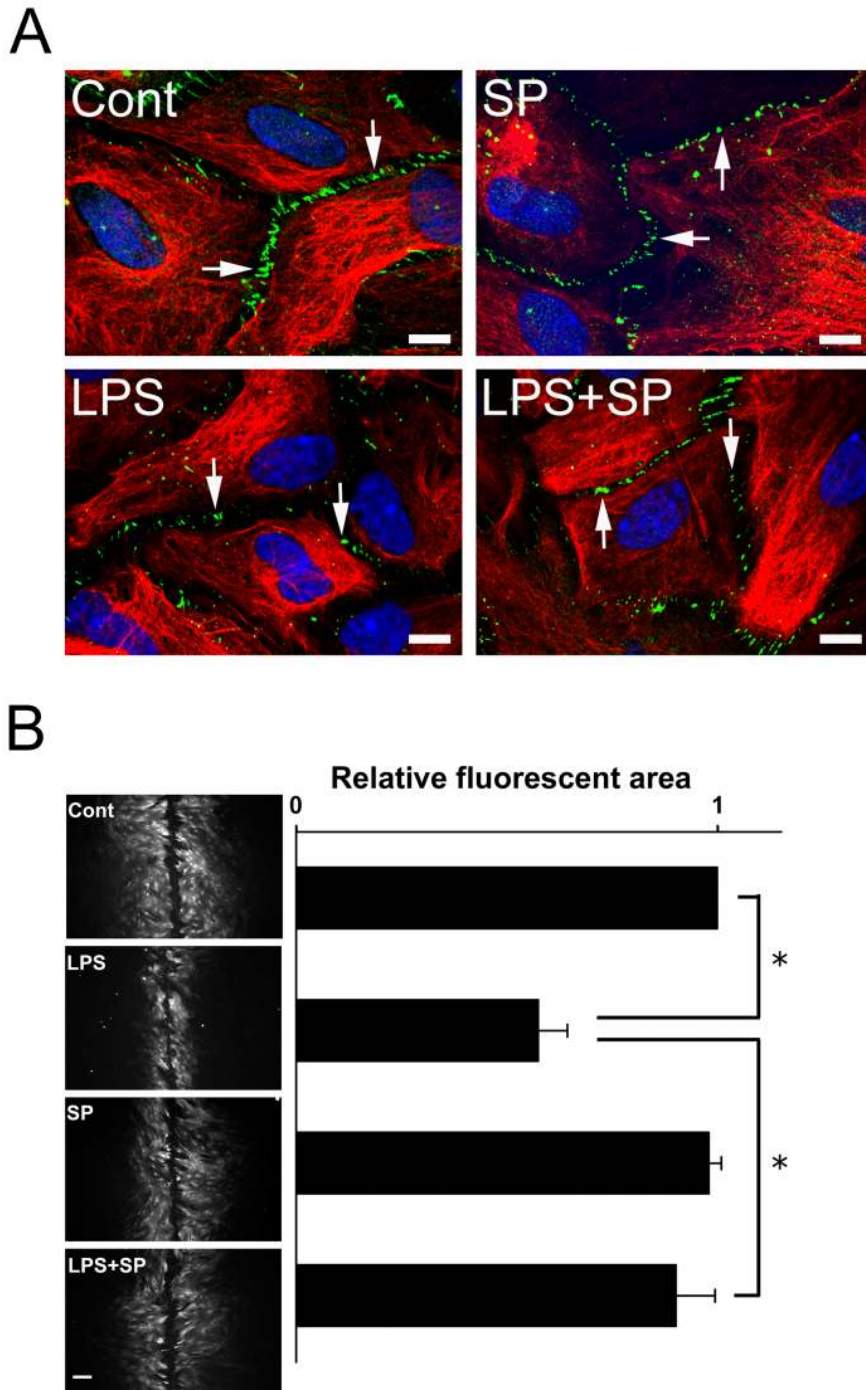 A
Cont
SP
LPS
LPS+SP
B
Relative fluorescent area
0 1
Cont
LPS
SP
LPS+SP
*
*